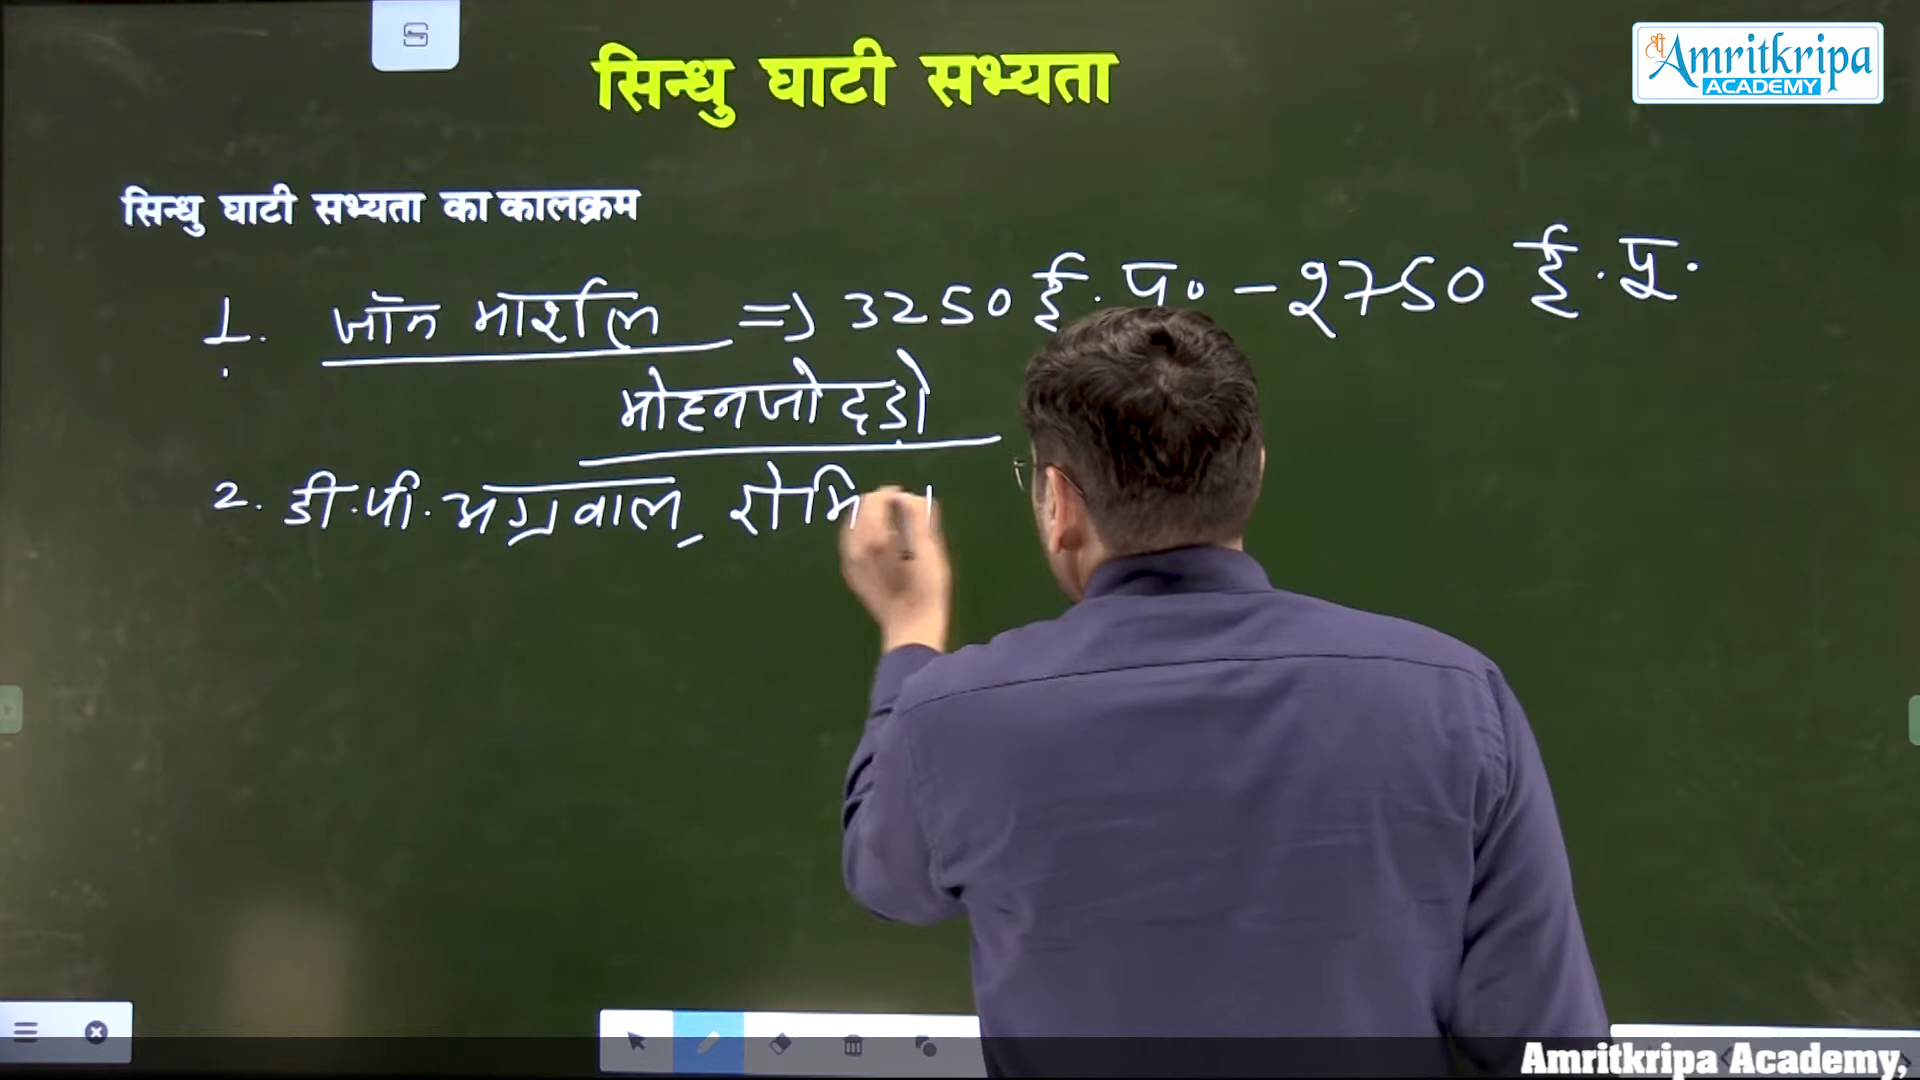 श्री Amritkripa
ACADEMY
सिन्धु घाटी सभ्यता
सिन्धु घाटी सभ्यता का कालक्रम
1. जॉन मार्शल => 3250 ई. पू० - 2750 ई. पू.
मोहनजोदड़ो
2. डी.पी. अग्रवाल,
Amritkripa Academy,